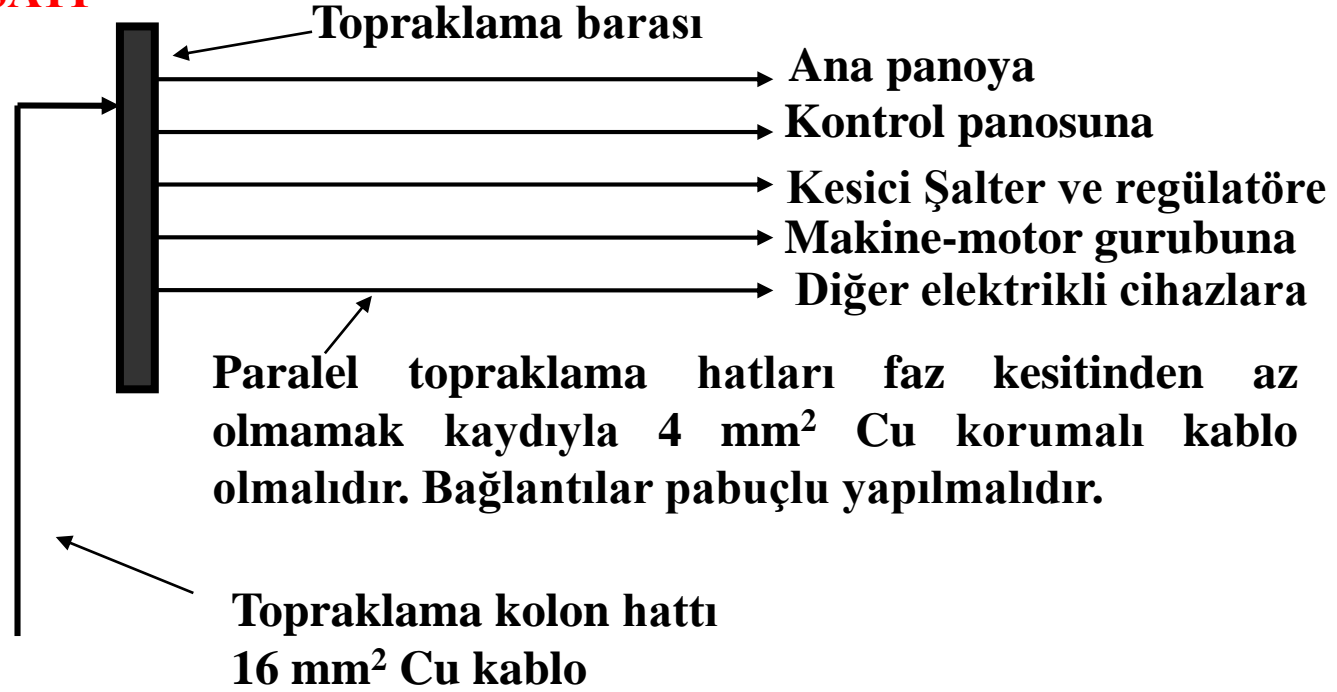 Topraklama barası
Ana panoya
Kontrol panosuna
Kesici Şalter ve regülatöre
Makine-motor gurubuna
Diğer elektrikli cihazlara
Paralel topraklama hatları faz kesitinden az
olmamak kaydıyla 4 mm² Cu korumalı kablo
olmalıdır. Bağlantılar pabuçlu yapılmalıdır.
Topraklama kolon hattı
16 mm² Cu kablo